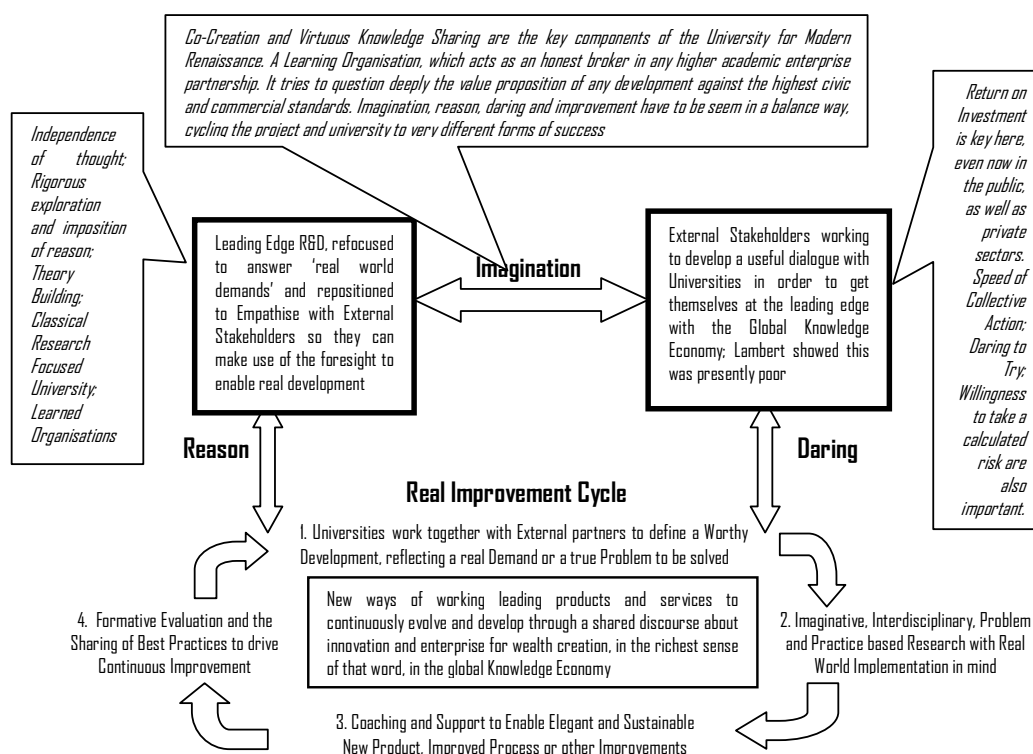 Co-Creation and Virtuous Knowledge Sharing are the key components of the University for Modern
Renaissance. A Learning Organisation, which acts as an honest broker in any higher academic enterprise
partnership. It tries to question deeply the value proposition of any development against the highest civic
and commercial standards. Imagination, reason, daring and improvement have to be seem in a balance way,
cycling the project and university to very different forms of success
Independence
of thought;
Rigorous
exploration
and imposition
of reason;
Theory
Building;
Classical
Research
Focused
University;
Learned
Organisations
Leading Edge R&D, refocused
to answer ‘real world
demands’ and repositioned
to Empathise with External
Stakeholders so they can
make use of the foresight to
enable real development
Imagination
External Stakeholders working
to develop a useful dialogue with
Universities in order to get
themselves at the leading edge
with the Global Knowledge
Economy; Lambert showed this
was presently poor
Return on
Investment
is key here,
even now in
the public,
as well as
private
sectors.
Speed of
Collective
Action;
Daring to
Try;
Willingness
to take a
calculated
risk are
also
important.
Reason
Daring
Real Improvement Cycle
1. Universities work together with External partners to define a Worthy
Development, reflecting a real Demand or a true Problem to be solved
New ways of working leading products and services to
continuously evolve and develop through a shared discourse about
innovation and enterprise for wealth creation, in the richest sense
of that word, in the global Knowledge Economy
2. Imaginative, Interdisciplinary, Problem
and Practice based Research with Real
World Implementation in mind
3. Coaching and Support to Enable Elegant and Sustainable
New Product, Improved Process or other Improvements
4. Formative Evaluation and the
Sharing of Best Practices to drive
Continuous Improvement